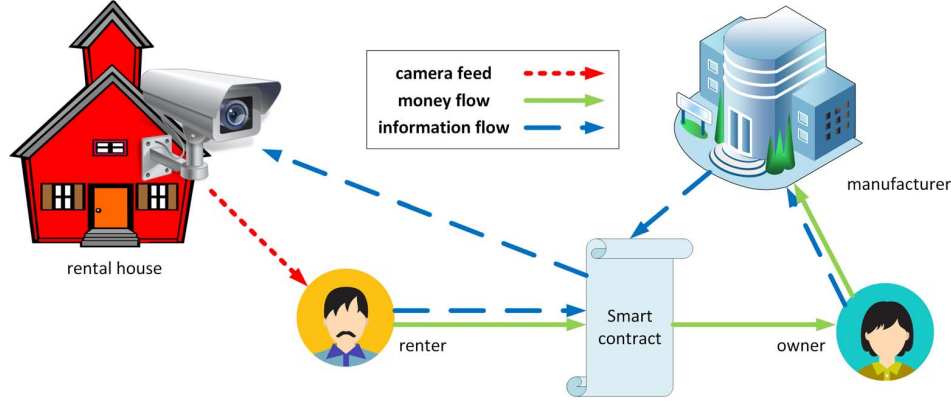 camera feed
money flow
information flow
manufacturer
rental house
Smart
contract
renter
owner